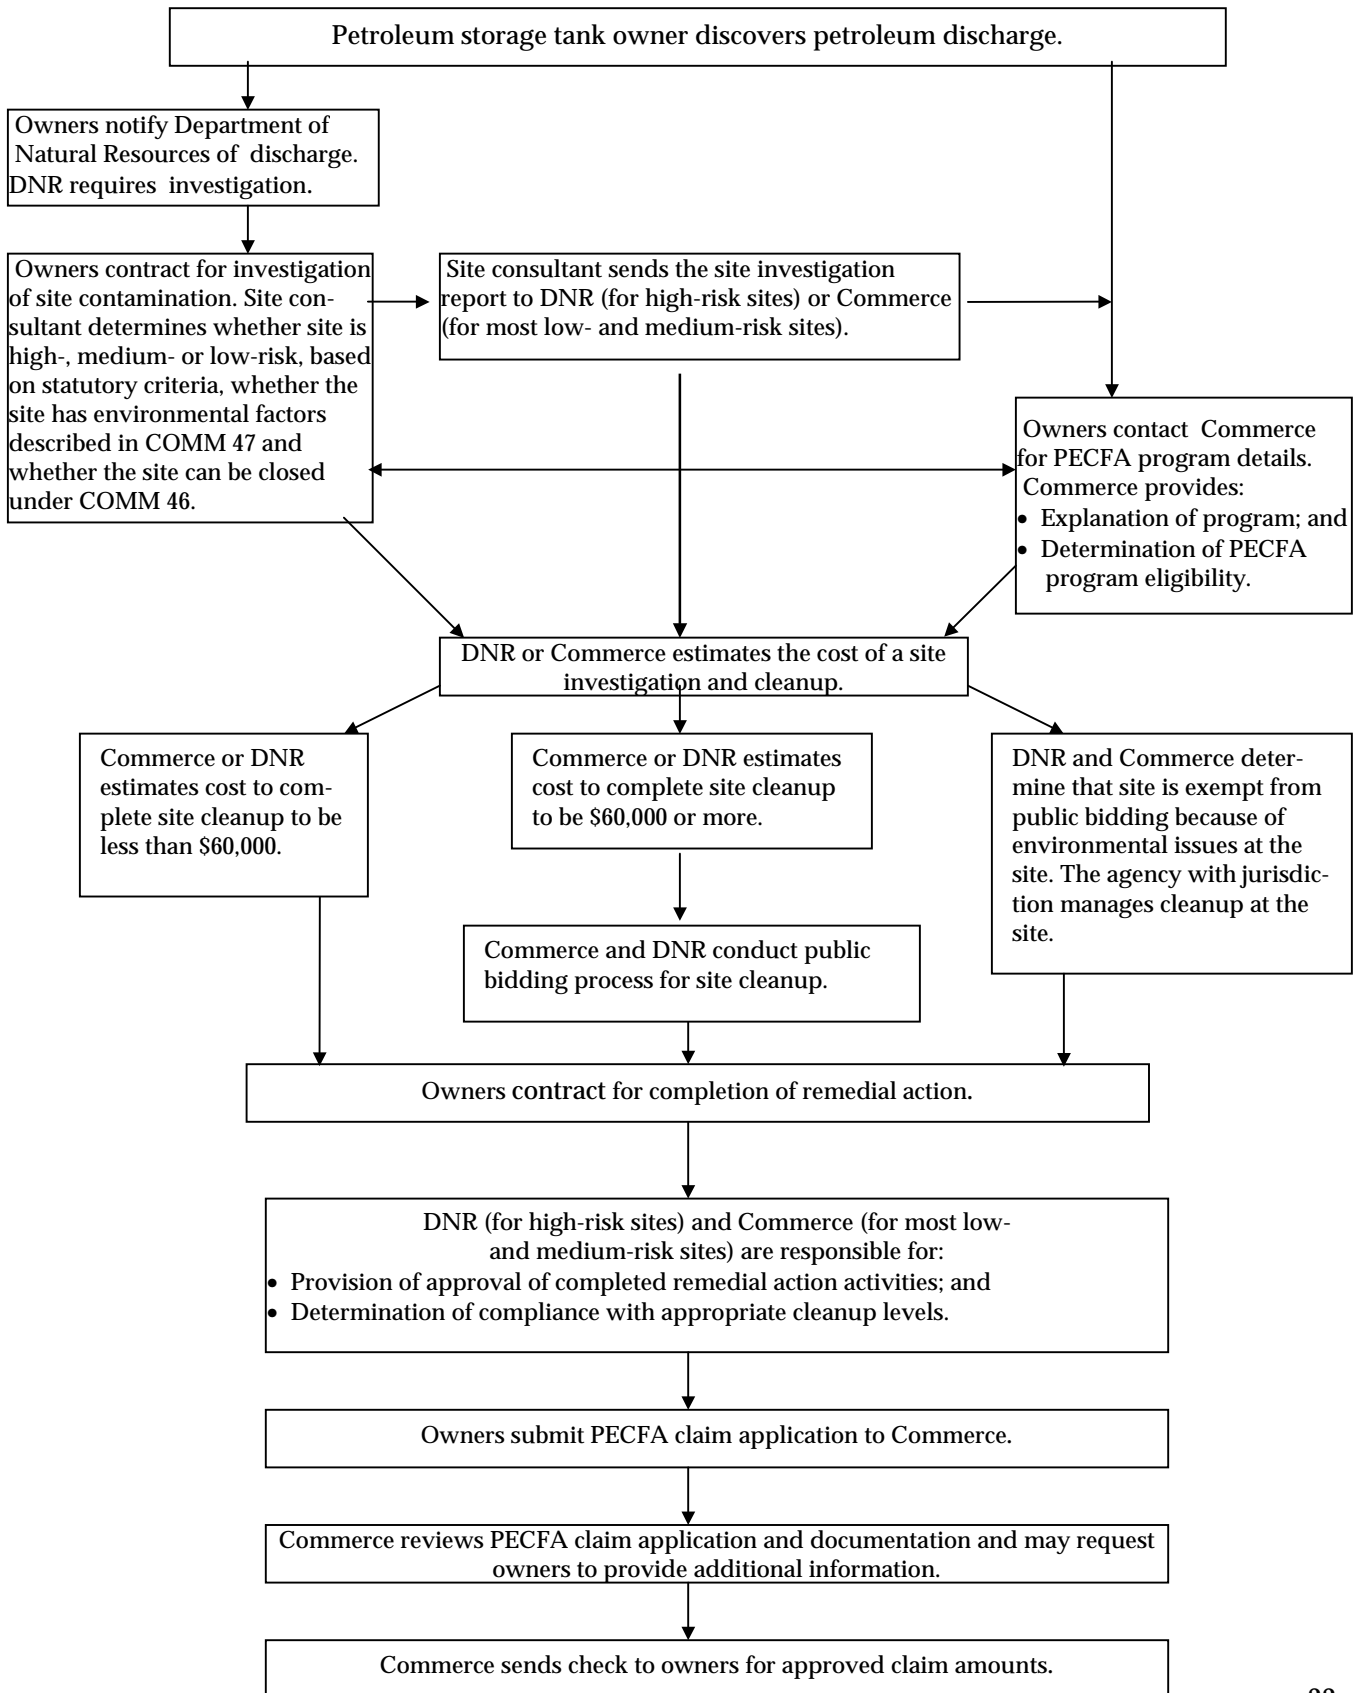 Petroleum storage tank owner discovers petroleum discharge.
Owners notify Department of
Natural Resources of discharge.
DNR requires investigation.
Owners contract for investigation
of site contamination. Site con-
sultant determines whether site is
high-, medium- or low-risk, based
on statutory criteria, whether the
site has environmental factors
described in COMM 47 and
whether the site can be closed
under COMM 46.
Site consultant sends the site investigation
report to DNR (for high-risk sites) or Commerce
(for most low- and medium-risk sites).
Owners contact Commerce
for PECFA program details.
Commerce provides:
• Explanation of program; and
• Determination of PECFA
program eligibility.
DNR or Commerce estimates the cost of a site
investigation and cleanup.
Commerce or DNR
estimates cost to com-
plete site cleanup to be
less than $60,000.
Commerce or DNR estimates
cost to complete site cleanup
to be $60,000 or more.
DNR and Commerce deter-
mine that site is exempt from
public bidding because of
environmental issues at the
site. The agency with jurisdic-
tion manages cleanup at the
site.
Commerce and DNR conduct public
bidding process for site cleanup.
Owners contract for completion of remedial action.
DNR (for high-risk sites) and Commerce (for most low-
and medium-risk sites) are responsible for:
• Provision of approval of completed remedial action activities; and
• Determination of compliance with appropriate cleanup levels.
Owners submit PECFA claim application to Commerce.
Commerce reviews PECFA claim application and documentation and may request
owners to provide additional information.
Commerce sends check to owners for approved claim amounts.